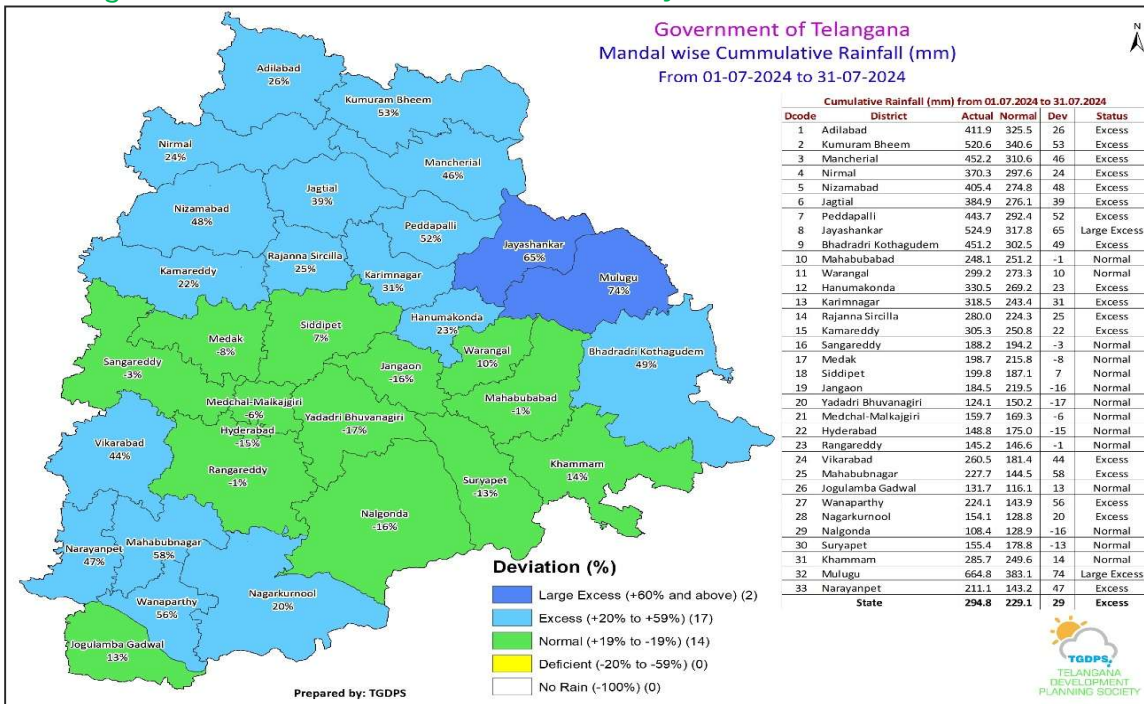 Government of Telangana
Mandal wise Cummulative Rainfall (mm)
From 01-07-2024 to 31-07-2024
N
Adilabad
26%
Kumuram Bheem
53%
Nirmal
24%
Mancherial
46%
Jagtial
39%
Nizamabad
48%
Peddapalli
52%
Jayashankar
65%
Rajanna Sircilla
25%
Kamareddy
22%
Karimnagar
31%
Mulugu
74%
Hanumakonda
23%
Siddipet
7%
Medak
-8%
Warangal
10%
Bhadradri Kothagudem
49%
Sangareddy
-3%
Jangaon
-16%
Mahabubabad
-1%
Medchal-Malkajgiri
-6%
Yadadri Bhuvanagiri
-17%
Hyderabad
-15%
Vikarabad
44%
Rangareddy
-1%
Khammam
14%
Suryapet
-13%
Nalgonda
-16%
Mahabubnagar
58%
Narayanpet
47%
Nagarkurnool
20%
Wanaparthy
56%
Jogulamba Gadwal
13%
Cumulative Rainfall (mm) from 01.07.2024 to 31.07.2024
Dcode District Actual Normal Dev Status
1 Adilabad 411.9 325.5 26 Excess
2 Kumuram Bheem 520.6 340.6 53 Excess
3 Mancherial 452.2 310.6 46 Excess
4 Nirmal 370.3 297.6 24 Excess
5 Nizamabad 405.4 274.8 48 Excess
6 Jagtial 384.9 276.1 39 Excess
7 Peddapalli 443.7 292.4 52 Excess
8 Jayashankar 524.9 317.8 65 Large Excess
9 Bhadradri Kothagudem 451.2 302.5 49 Excess
10 Mahabubabad 248.1 251.2 -1 Normal
11 Warangal 299.2 273.3 10 Normal
12 Hanumakonda 330.5 269.2 23 Excess
13 Karimnagar 318.5 243.4 31 Excess
14 Rajanna Sircilla 280.0 224.3 25 Excess
15 Kamareddy 305.3 250.8 22 Excess
16 Sangareddy 188.2 194.2 -3 Normal
17 Medak 198.7 215.8 -8 Normal
18 Siddipet 199.8 187.1 7 Normal
19 Jangaon 184.5 219.5 -16 Normal
20 Yadadri Bhuvanagiri 124.1 150.2 -17 Normal
21 Medchal-Malkajgiri 159.7 169.3 -6 Normal
22 Hyderabad 148.8 175.0 -15 Normal
23 Rangareddy 145.2 146.6 -1 Normal
24 Vikarabad 260.5 181.4 44 Excess
25 Mahabubnagar 227.7 144.5 58 Excess
26 Jogulamba Gadwal 131.7 116.1 13 Normal
27 Wanaparthy 224.1 143.9 56 Excess
28 Nagarkurnool 154.1 128.8 20 Excess
29 Nalgonda 108.4 128.9 -16 Normal
30 Suryapet 155.4 178.8 -13 Normal
31 Khammam 285.7 249.6 14 Normal
32 Mulugu 664.8 383.1 74 Large Excess
33 Narayanpet 211.1 143.2 47 Excess
State 294.8 229.1 29 Excess
Deviation (%)
Large Excess (+60% and above) (2)
Excess (+20% to +59%) (17)
Normal (+19% to -19%) (14)
Deficient (-20% to -59%) (0)
No Rain (-100%) (0)
Prepared by: TGDPS
TGDPS
TELANGANA
DEVELOPMENT
PLANNING SOCIETY